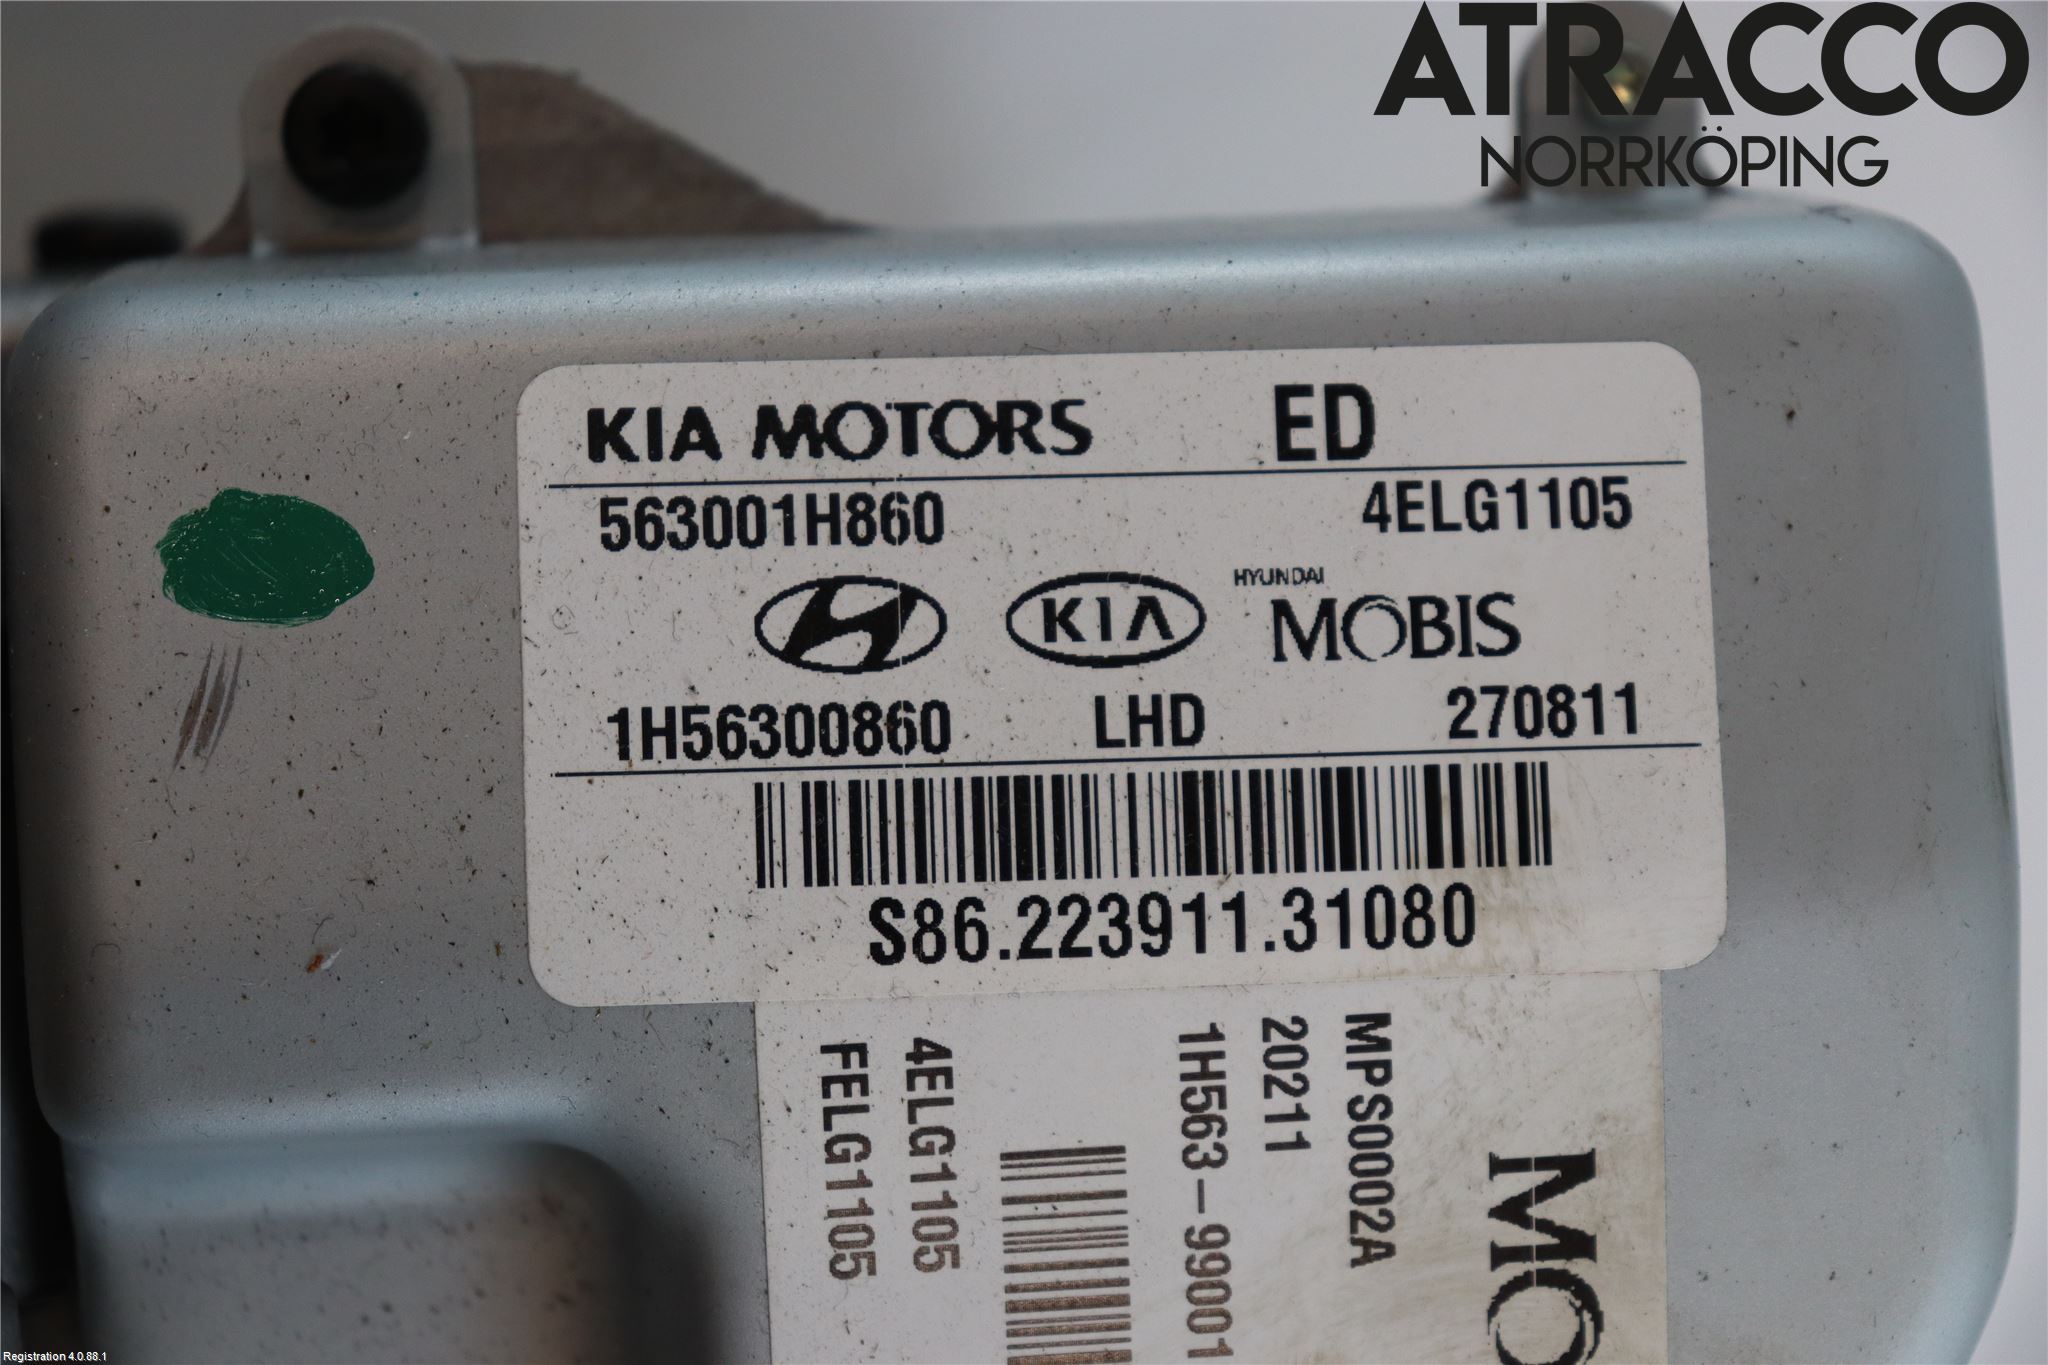 ATRACCO
NORRKÖPING
KIA MOTORS ED
563001H860 4ELG1105
KIA HYUNDAI MOBIS
1H56300860 LHD 270811
S86.223911.31080
MPS0002A
20211
1H563-99001
4ELG1105
FELG1105
MO
Registration 4.0.88.1